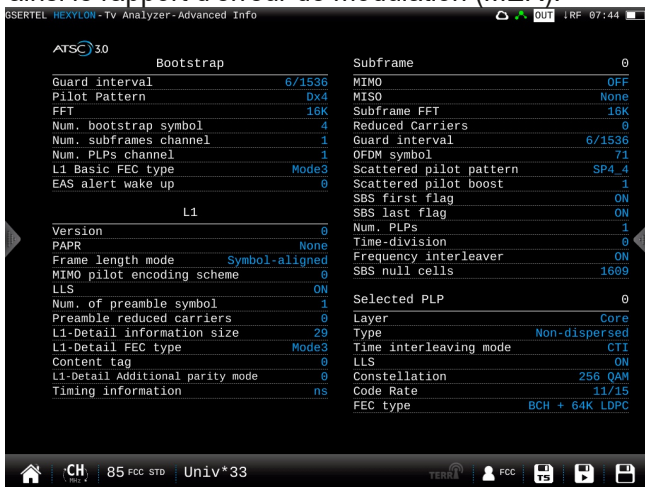 ainsi le rapport d'erreur de modulation (MER).
GSERTEL HEXYLON-Tv Analyzer-Advanced Info OUT ↓RF 07:44
ATSC 3.0
Bootstrap
Guard interval 6/1536
Pilot Pattern Dx4
FFT 16K
Num. bootstrap symbol 4
Num. subframes channel 1
Num. PLPs channel 1
L1 Basic FEC type Mode3
EAS alert wake up 0
L1
Version 0
PAPR None
Frame length mode Symbol-aligned
MIMO pilot encoding scheme 0
LLS ON
Num. of preamble symbol 1
Preamble reduced carriers 0
L1-Detail information size 29
L1-Detail FEC type Mode3
Content tag 0
L1-Detail Additional parity mode 0
Timing information ns
Subframe 0
MIMO OFF
MISO None
Subframe FFT 16K
Reduced Carriers 0
Guard interval 6/1536
OFDM symbol 71
Scattered pilot pattern SP4_4
Scattered pilot boost 1
SBS first flag ON
SBS last flag ON
Num. PLPs 1
Time-division 0
Frequency interleaver ON
SBS null cells 1609
Selected PLP 0
Layer Core
Type Non-dispersed
Time interleaving mode CTI
LLS ON
Constellation 256 QAM
Code Rate 11/15
FEC type BCH + 64K LDPC
CH MHz 85 FCC STD Univ*33 TERR FCC TS